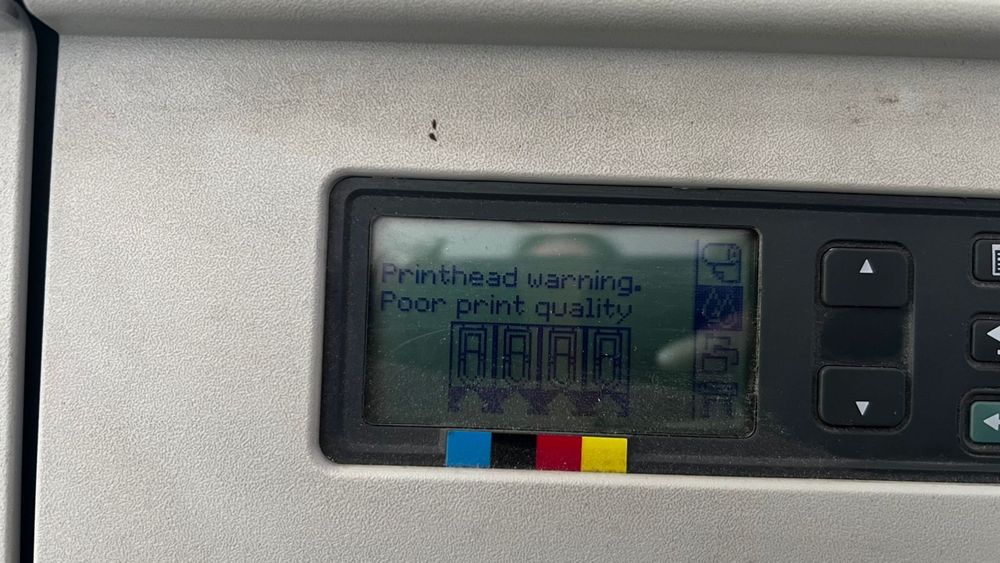 Printhead warning.
Poor print quality